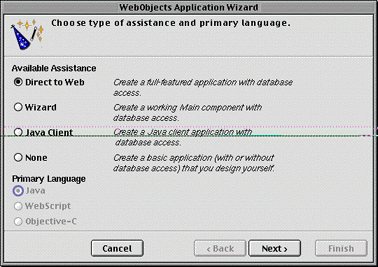 WebObjects Application Wizard
Choose type of assistance and primary language.
Available Assistance
Direct to Web
Create a full-featured application with database
access.
Wizard
Create a working Main component with
database access.
Java Client
Create a Java client application with
database access.
None
Create a basic application (with or without
database access) that you design yourself.
Primary Language
Java
WebScript
Objective-C
Cancel
< Back
Next >
Finish